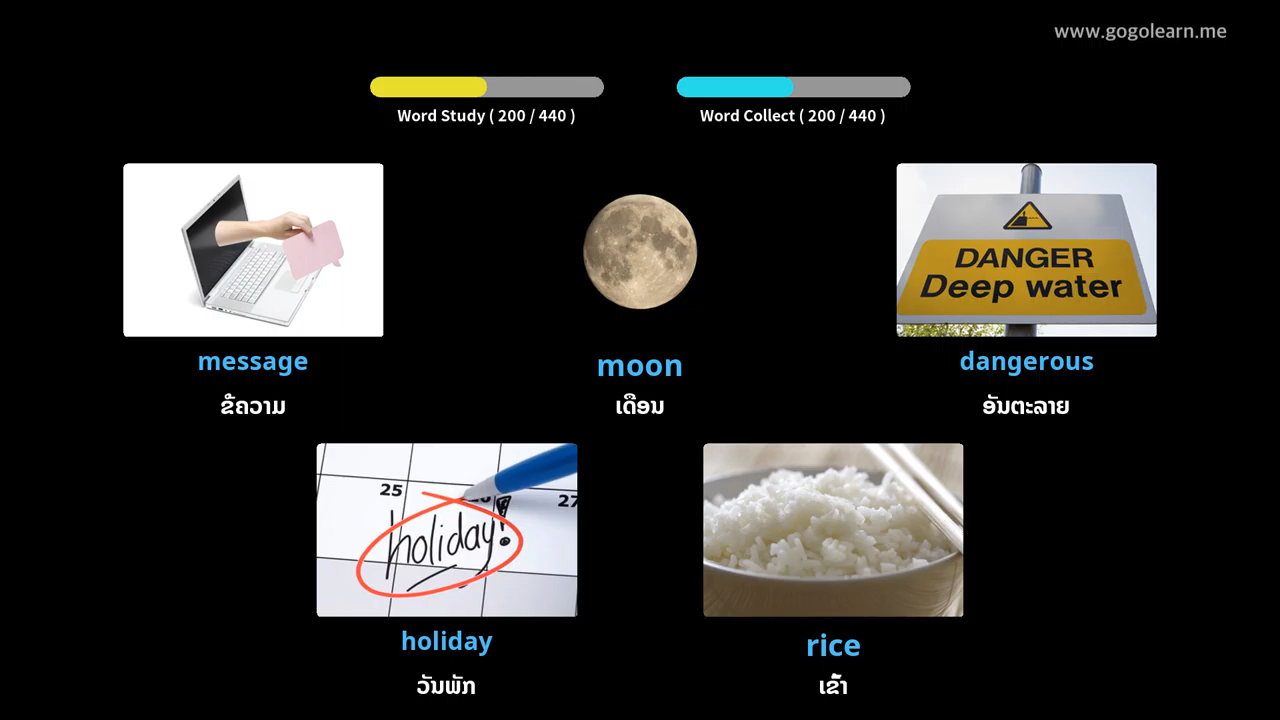 www.gogolearn.me
Word Study ( 200 / 440 )
Word Collect ( 200 / 440 )
DANGER
Deep water
message
moon
dangerous
ຂໍ້ຄວາມ
ເດືອນ
ອັນຕະລາຍ
25
27
holiday!
holiday
rice
ວັນພັກ
ເຂົ້າ